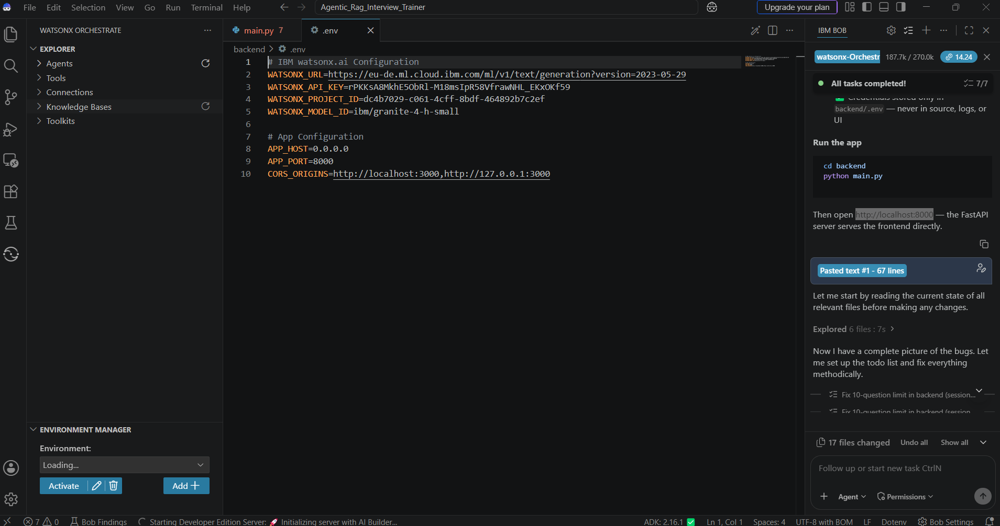 File Edit Selection View Go Run Terminal Help
Agentic_Rag_Interview_Trainer
Upgrade your plan
WATSONX ORCHESTRATE
EXPLORER
Agents
Tools
Connections
Knowledge Bases
Toolkits
ENVIRONMENT MANAGER
Environment:
Loading...
Activate
Add
main.py 7
.env
backend > .env
1 # IBM watsonx.ai Configuration
2 WATSONX_URL=https://eu-de.ml.cloud.ibm.com/ml/v1/text/generation?version=2023-05-29
3 WATSONX_API_KEY=rPKKsA8MkhE5ObRl-M18msIpR58VfrawNHL_EKxOKf59
4 WATSONX_PROJECT_ID=dc4b7029-c061-4cff-8bdf-464892b7c2ef
5 WATSONX_MODEL_ID=ibm/granite-4-h-small
6
7 # App Configuration
8 APP_HOST=0.0.0.0
9 APP_PORT=8000
10 CORS_ORIGINS=http://localhost:3000,http://127.0.0.1:3000
IBM BOB
watsonx-Orchestr 187.7k / 270.0k 14.24
All tasks completed! 7/7
Credentials stored only in
backend/.env — never in source, logs, or
UI
Run the app
cd backend
python main.py
Then open http://localhost:8000 — the FastAPI
server serves the frontend directly.
Pasted text #1 - 67 lines
Let me start by reading the current state of all
relevant files before making any changes.
Explored 6 files : 7s
Now I have a complete picture of the bugs. Let
me set up the todo list and fix everything
methodically.
Fix 10-question limit in backend (session...
Fix 10-question limit in backend (session
17 files changed Undo all Show all
Follow up or start new task CtrlN
Agent Permissions
7 0 Bob Findings Starting Developer Edition Server: 🚀 Initializing server with AI Builder...
ADK: 2.16.1 ✅ Ln 1, Col 1 Spaces: 4 UTF-8 with BOM LF Dotenv Bob Settings